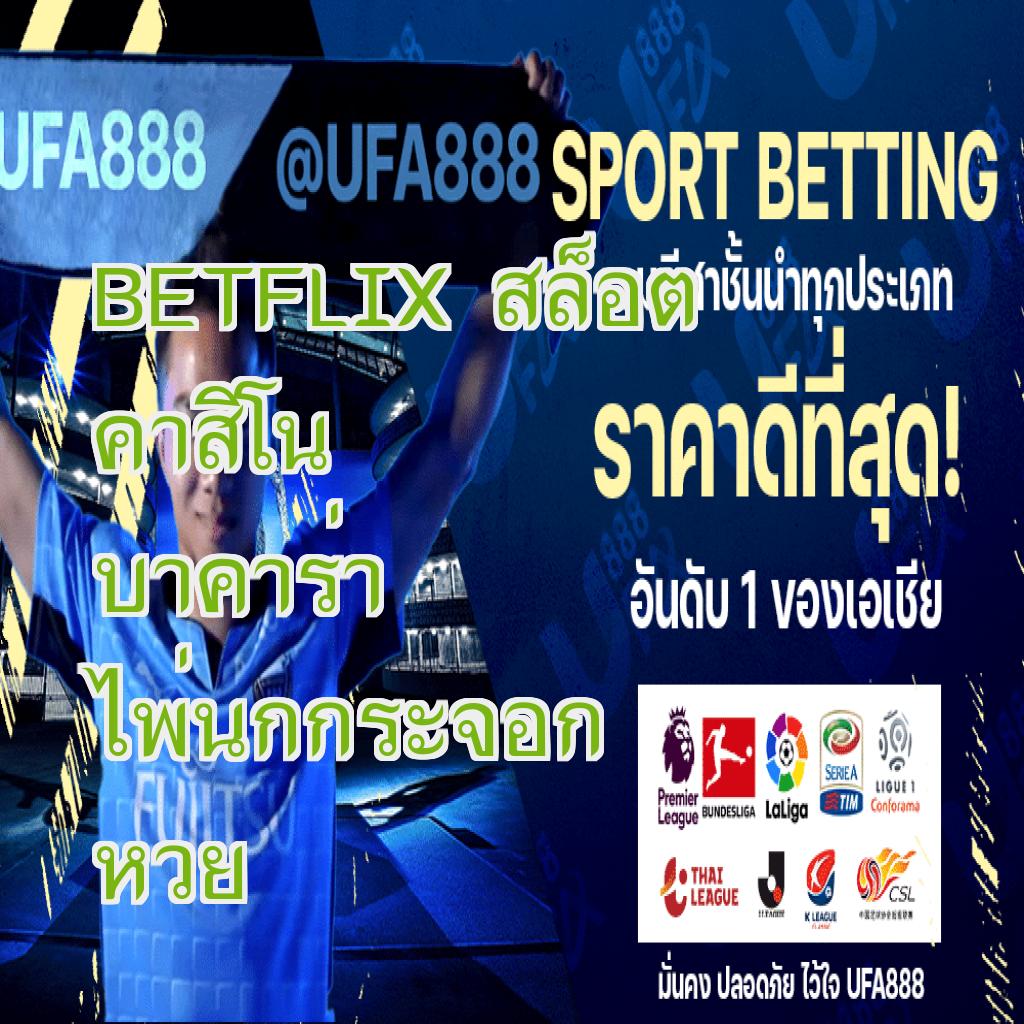 UFA888
@UFA888
SPORT BETTING
ชั้นนำทุกประเภท
BETFLIX สล็อต
คาสิโน
บาคาร่า
ไพ่นกกระจอก
หวย
ราคาดีที่สุด!
อันดับ 1 ของเอเชีย
FUJITSU
Premier
League
BUNDESLIGA
LaLiga
SERIE A
TIM
LIGUE 1
Conforama
THAI
LEAGUE
J.LEAGUE
K LEAGUE
CSL
มั่นคง ปลอดภัย ไว้ใจ UFA888